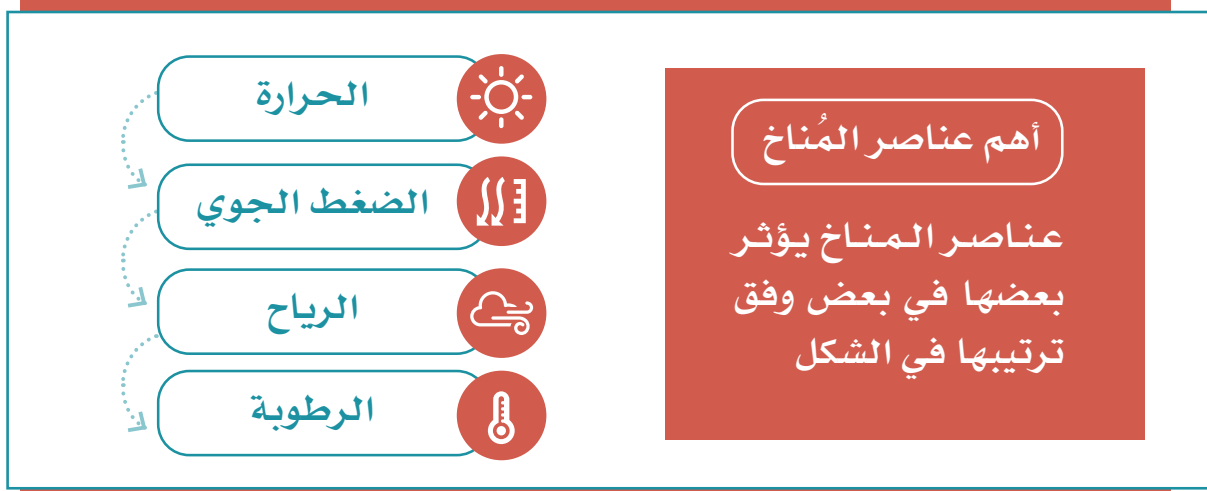 أهم عناصر المُناخ
عناصر المناخ يؤثر
بعضها في بعض وفق
ترتيبها في الشكل
الحرارة
الضغط الجوي
الرياح
الرطوبة